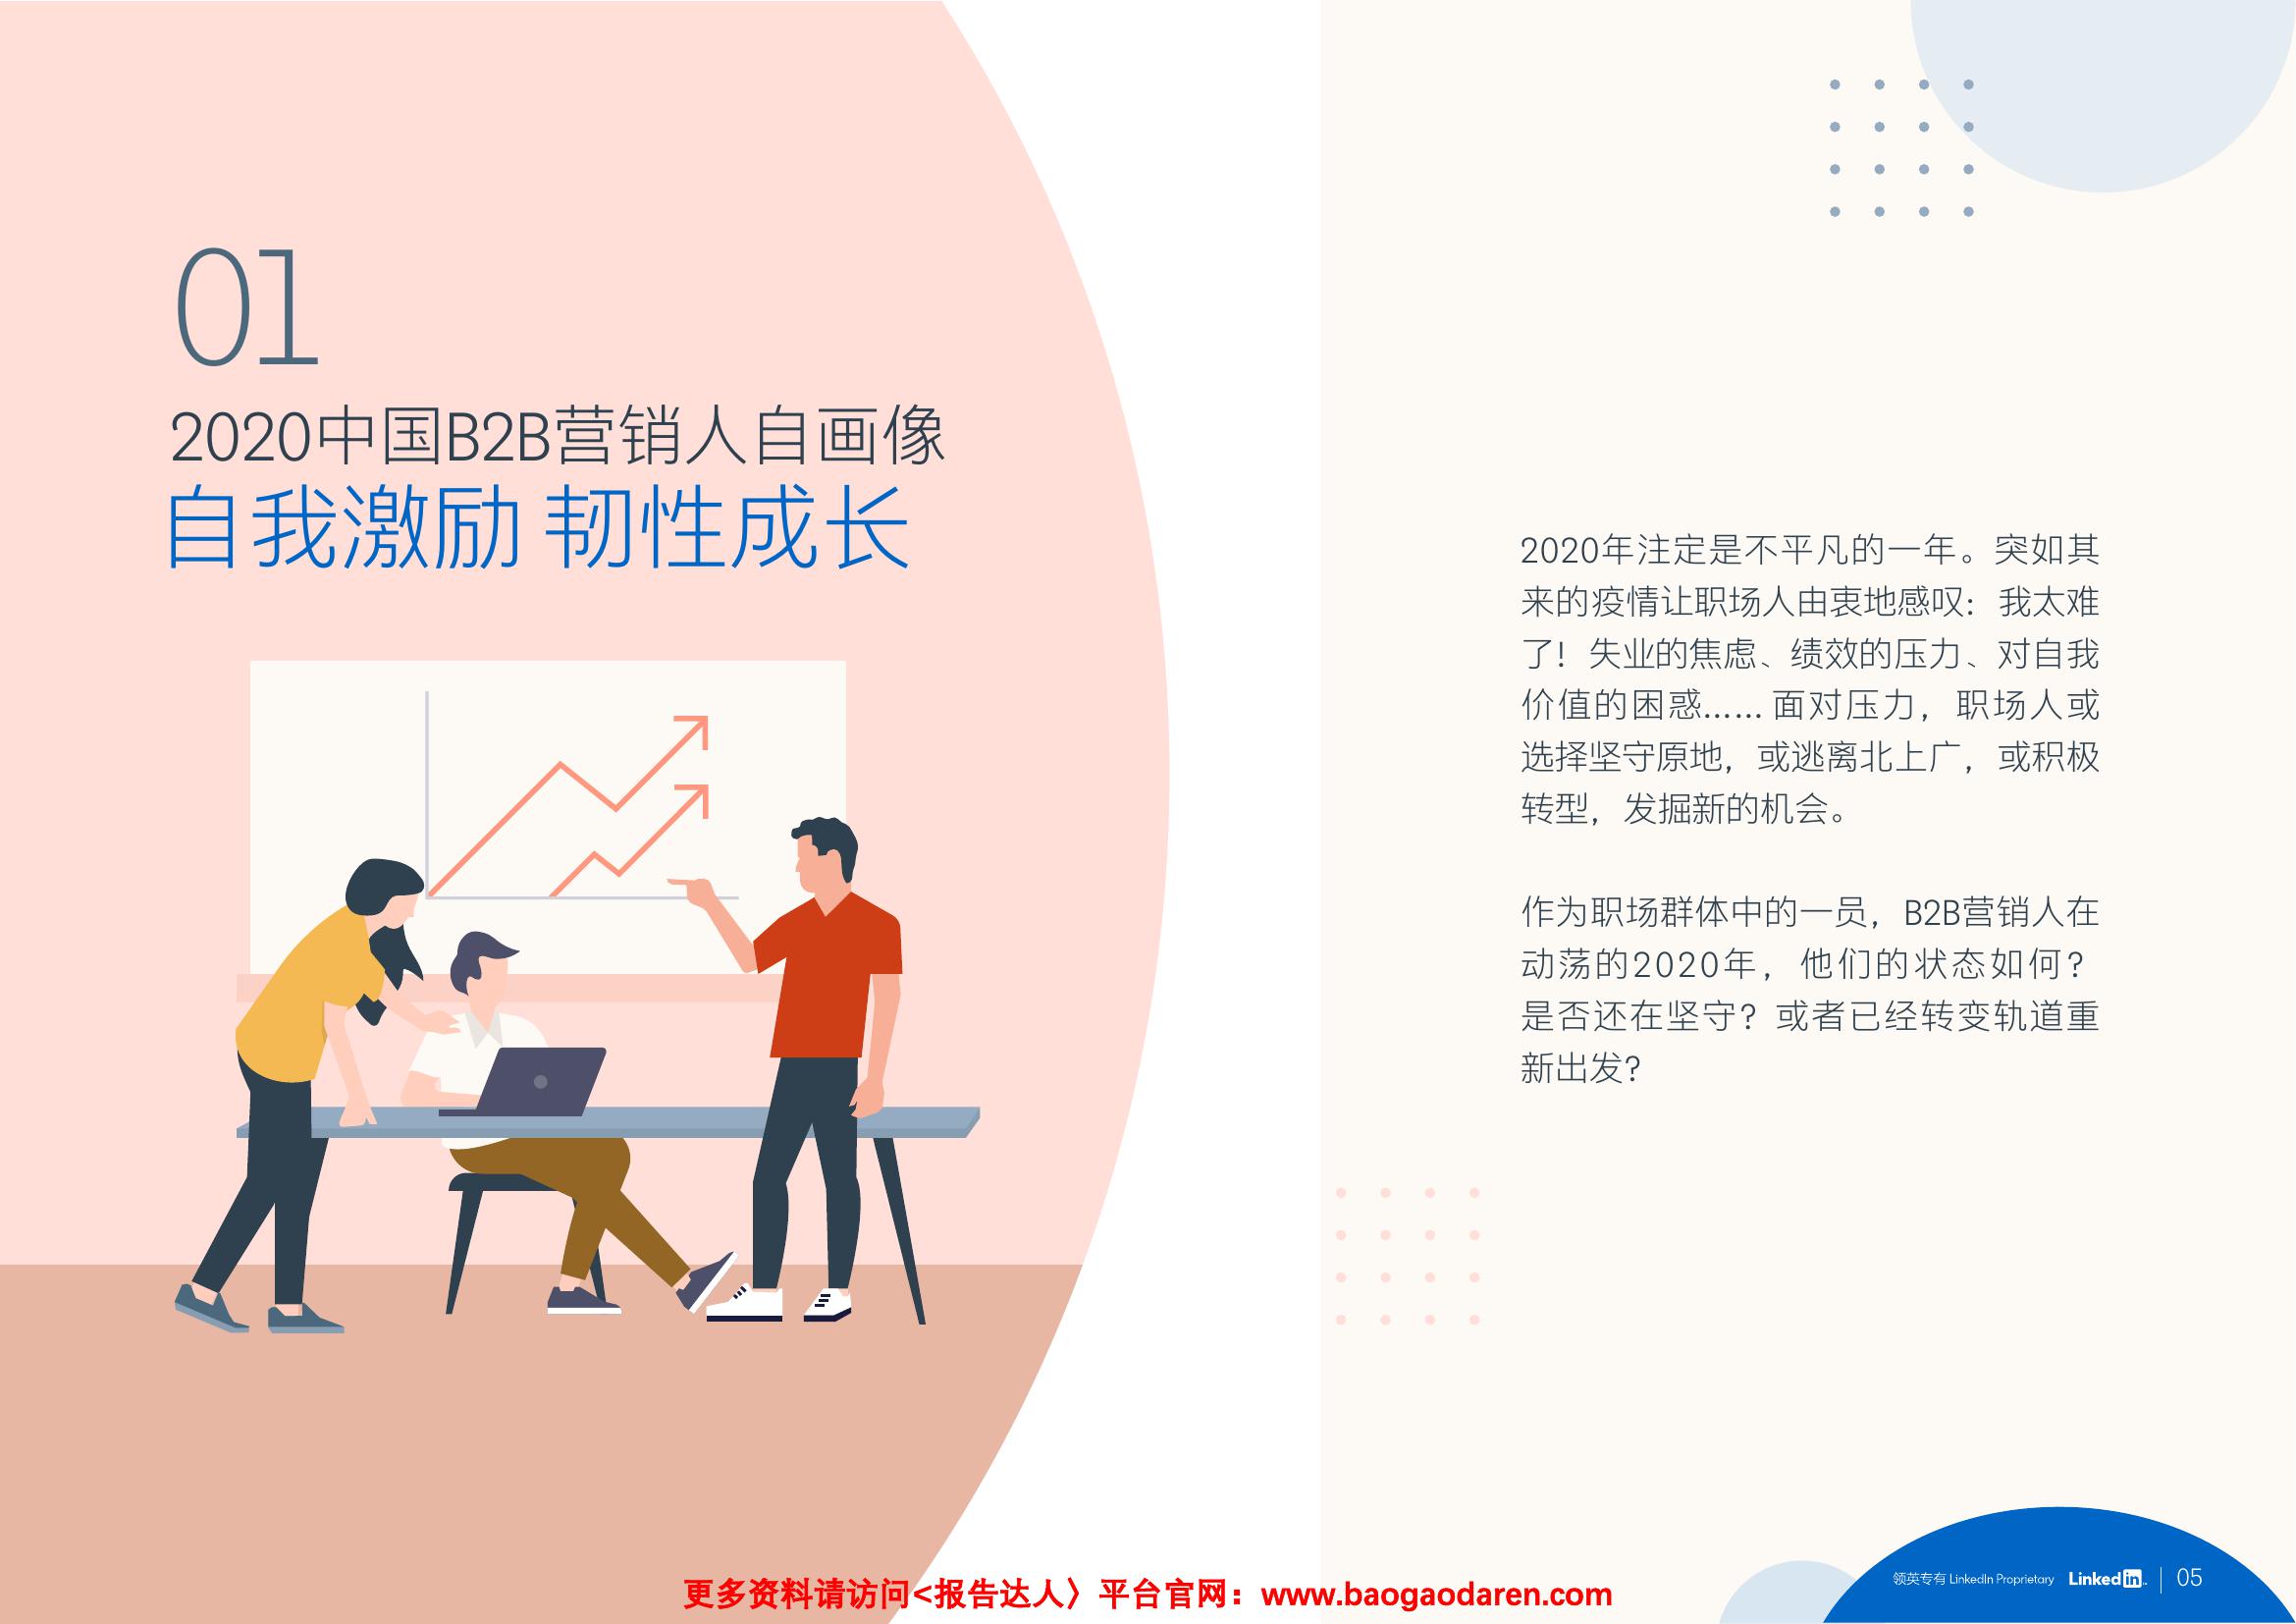 01
2020中国B2B营销人自画像
自我激励 韧性成长
2020年注定是不平凡的一年。突如其
来的疫情让职场人由衷地感叹：我太难
了！失业的焦虑、绩效的压力、对自我
价值的困惑……面对压力，职场人或
选择坚守原地，或逃离北上广，或积极
转型，发掘新的机会。
作为职场群体中的一员，B2B营销人在
动荡的2020年，他们的状态如何？
是否还在坚守？或者已经转变轨道重
新出发？
领英专有 LinkedIn Proprietary LinkedIn 05
更多资料请访问<报告达人〉平台官网：www.baogaodaren.com